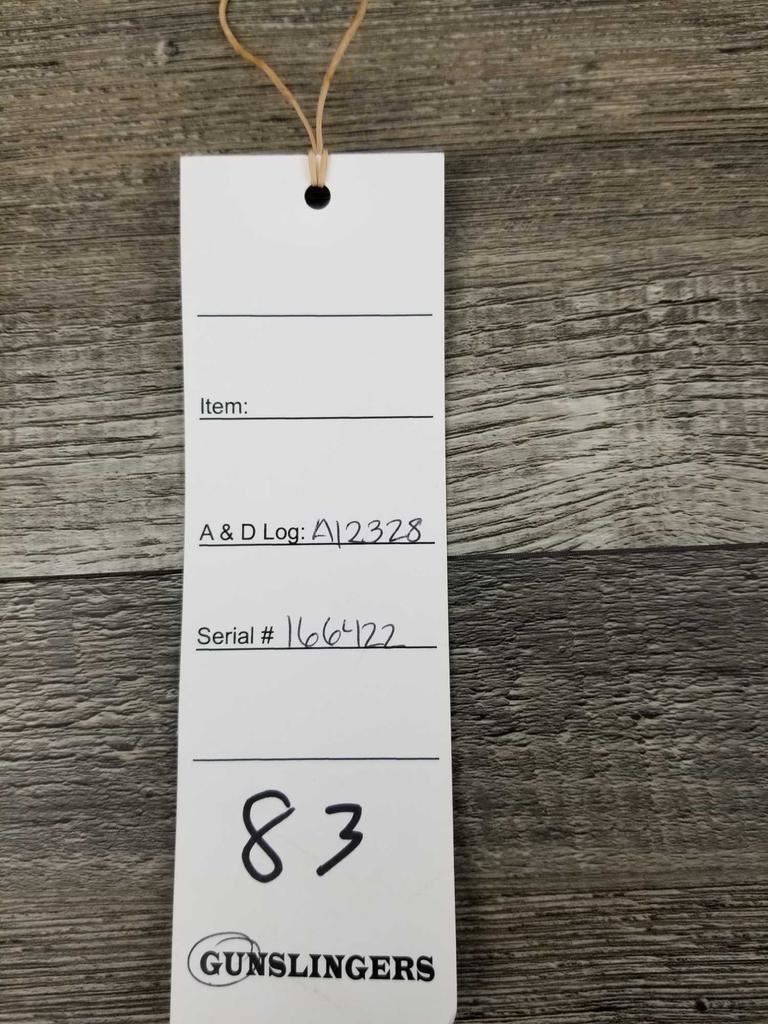 Item:
A & D Log: A12328
Serial # 166422
83
GUNSLINGERS